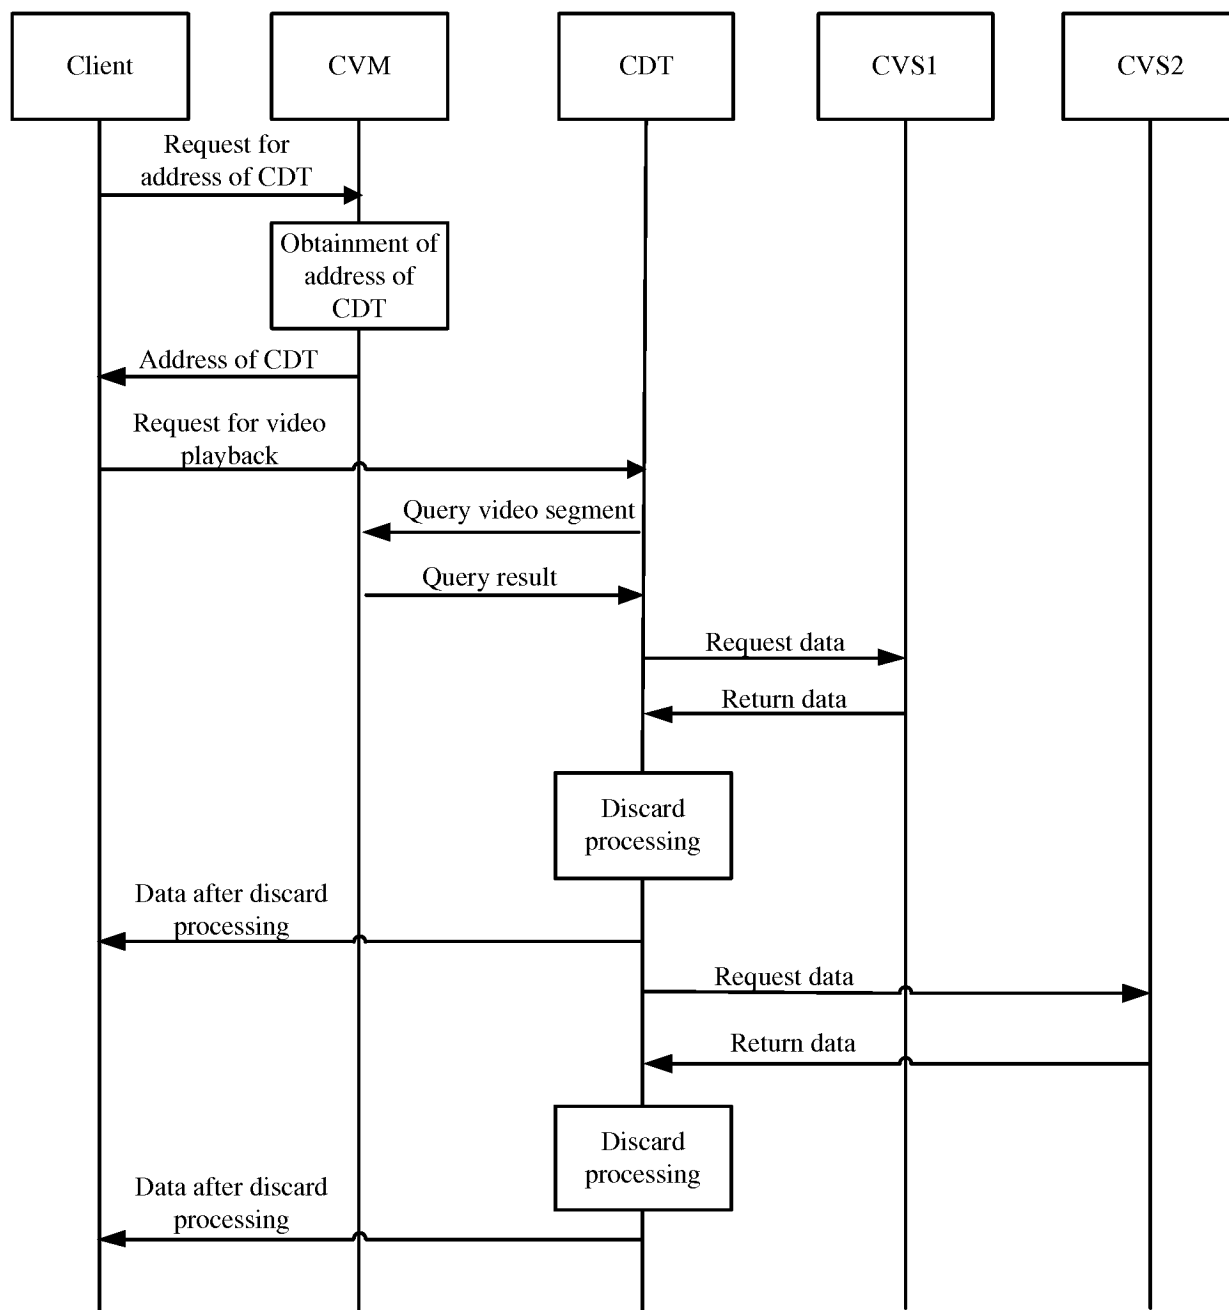 Client
CVM
CDT
CVS1
CVS2
Request for
address of CDT
Obtainment of
address of
CDT
Address of CDT
Request for video
playback
Query video segment
Query result
Request data
Return data
Discard
processing
Data after discard
processing
Request data
Return data
Discard
processing
Data after discard
processing